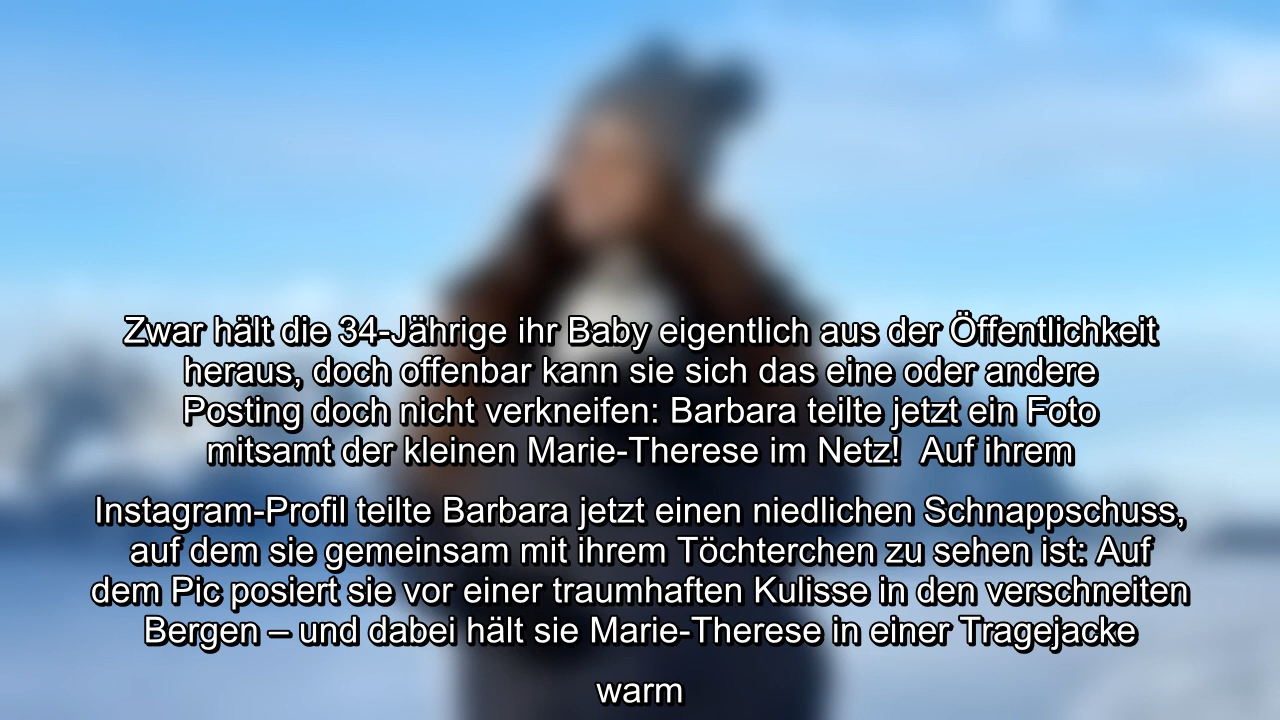 Zwar hält die 34-Jährige ihr Baby eigentlich aus der Öffentlichkeit
heraus, doch offenbar kann sie sich das eine oder andere
Posting doch nicht verkneifen: Barbara teilte jetzt ein Foto
mitsamt der kleinen Marie-Therese im Netz!  Auf ihrem
Instagram-Profil teilte Barbara jetzt einen niedlichen Schnappschuss,
auf dem sie gemeinsam mit ihrem Töchterchen zu sehen ist: Auf
dem Pic posiert sie vor einer traumhaften Kulisse in den verschneiten
Bergen – und dabei hält sie Marie-Therese in einer Tragejacke
warm